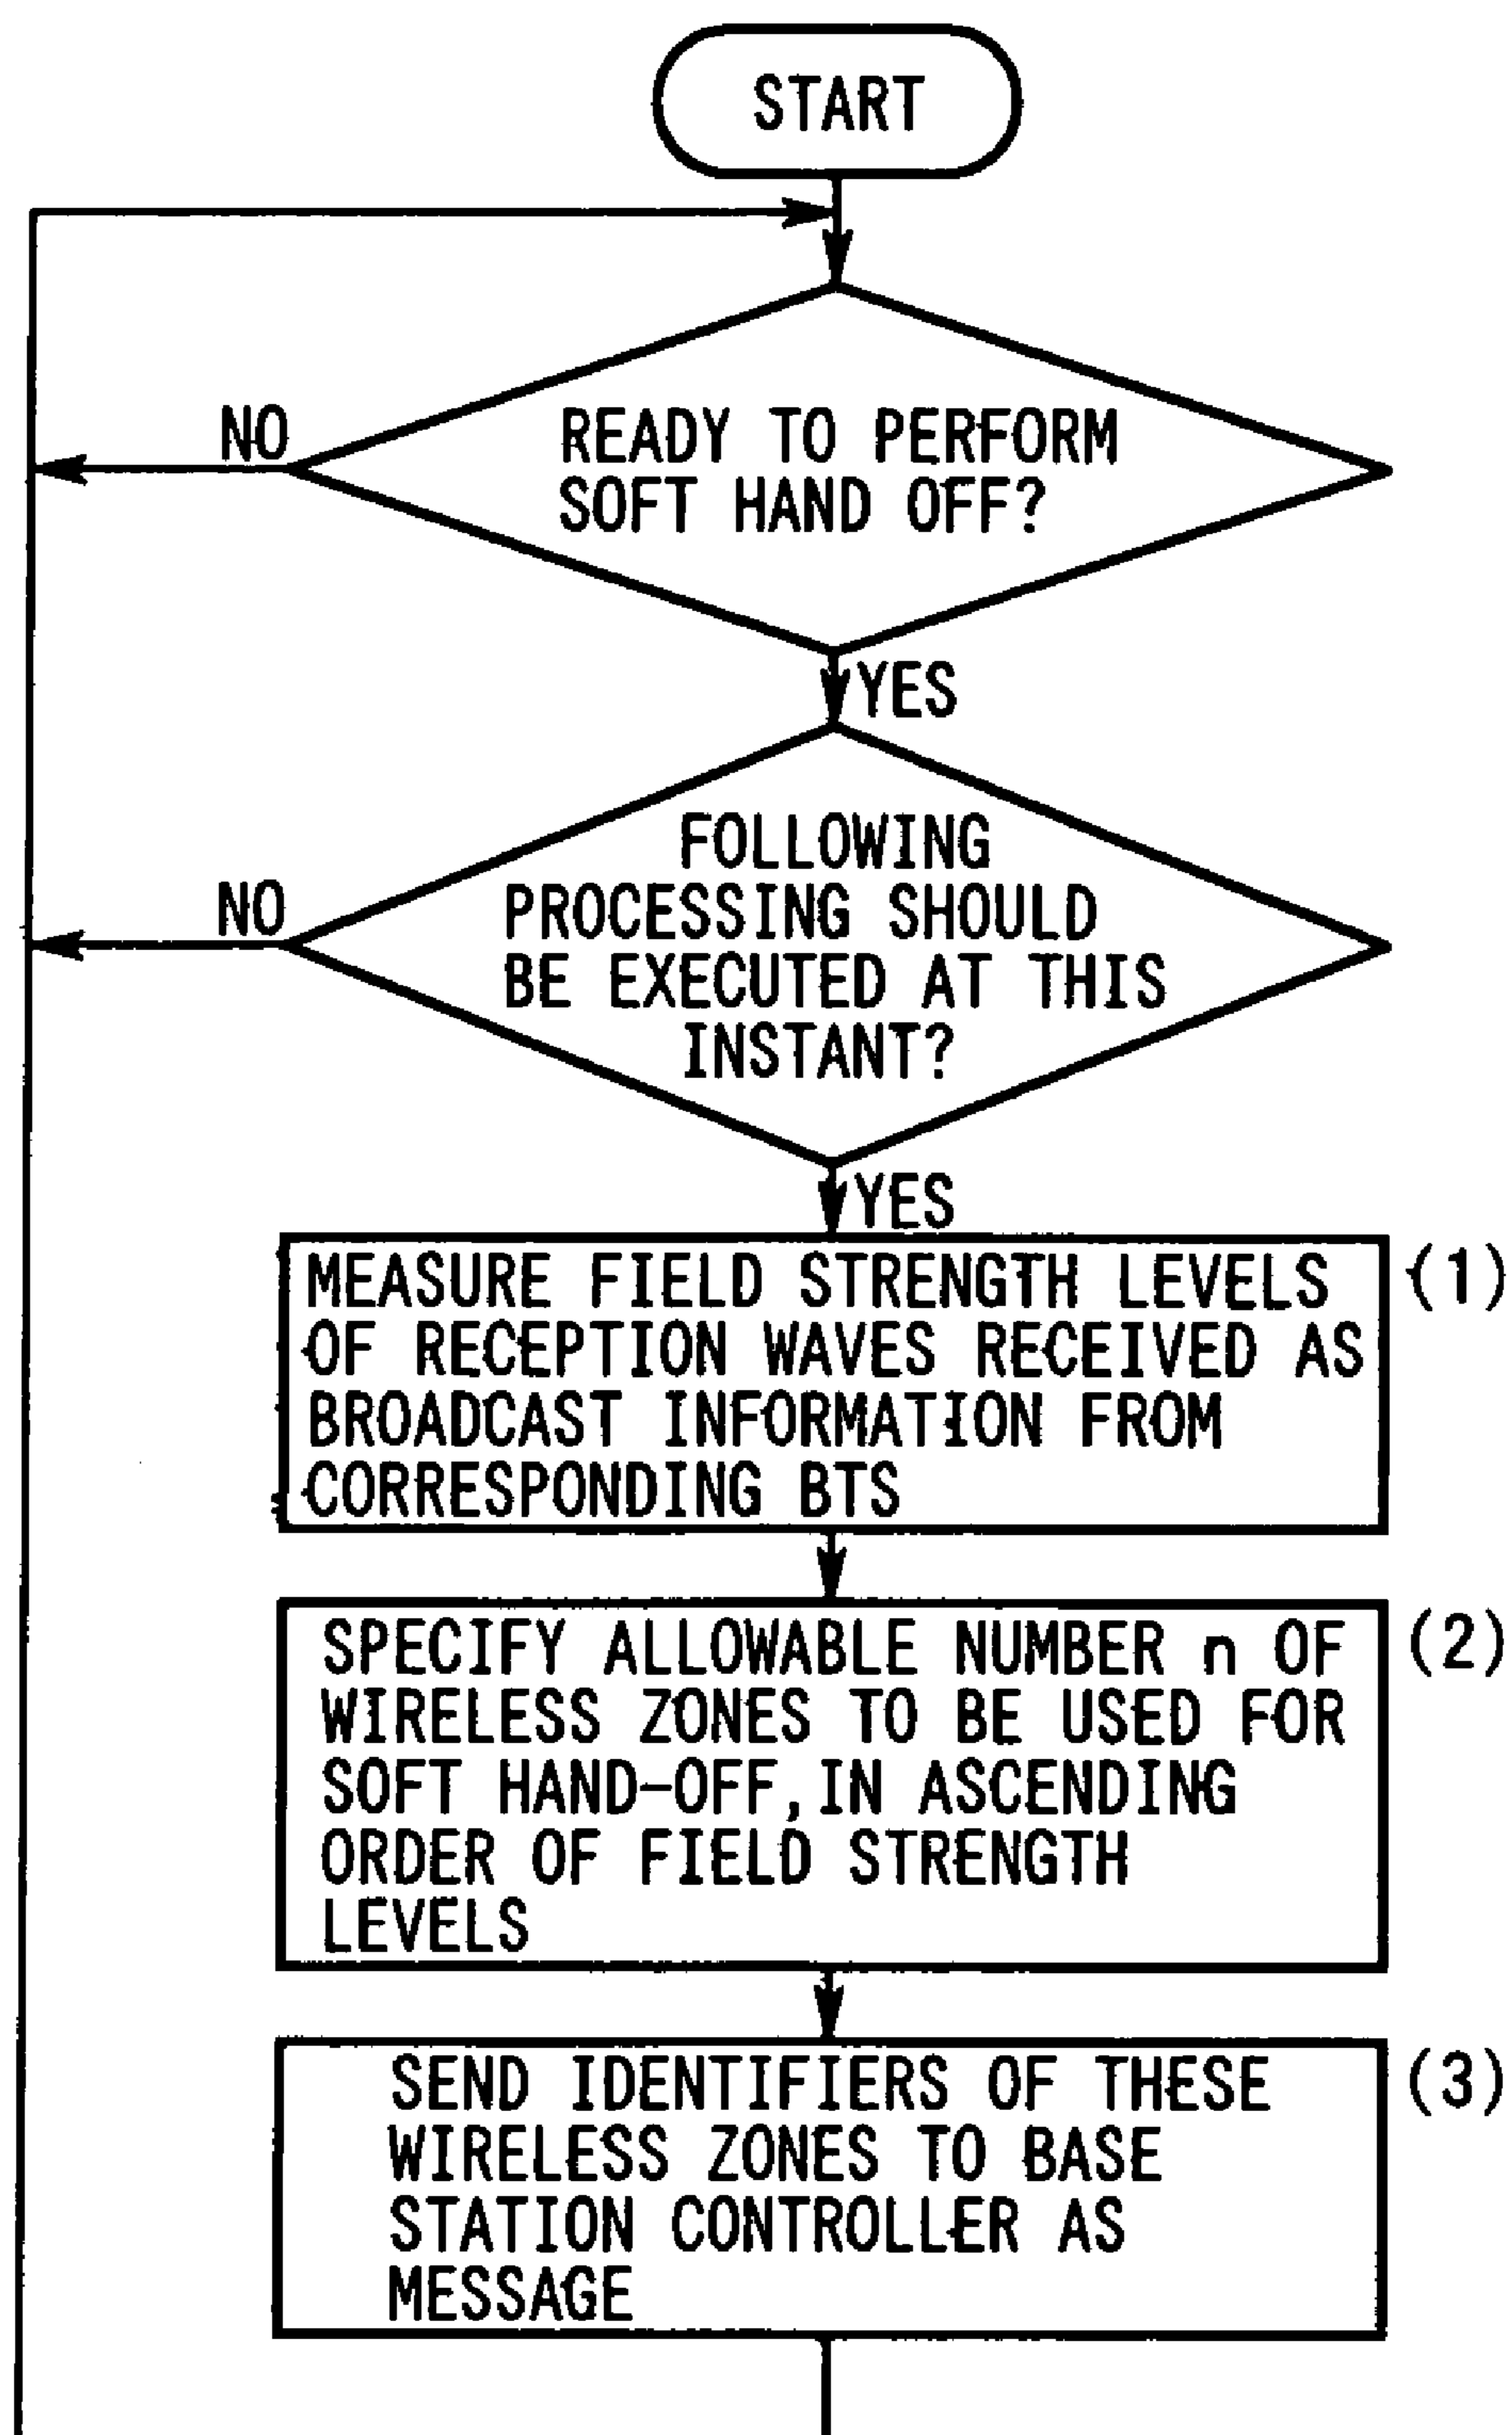 START
NO
READY TO PERFORM
SOFT HAND OFF?
YES
FOLLOWING
NO
PROCESSING SHOULD
BE EXECUTED AT THIS
INSTANT?
YES
MEASURE FIELD STRENGTH LEVELS
(1)
OF RECEPTION WAVES RECEIVED AS
BROADCAST INFORMATION FROM
CORRESPONDING BTS
SPECIFY ALLOWABLE NUMBER n OF
(2)
WIRELESS ZONES TO BE USED FOR
SOFT HAND-OFF, IN ASCENDING
ORDER OF FIELD STRENGTH
LEVELS
SEND IDENTIFIERS OF THESE
(3)
WIRELESS ZONES TO BASE
STATION CONTROLLER AS
MESSAGE